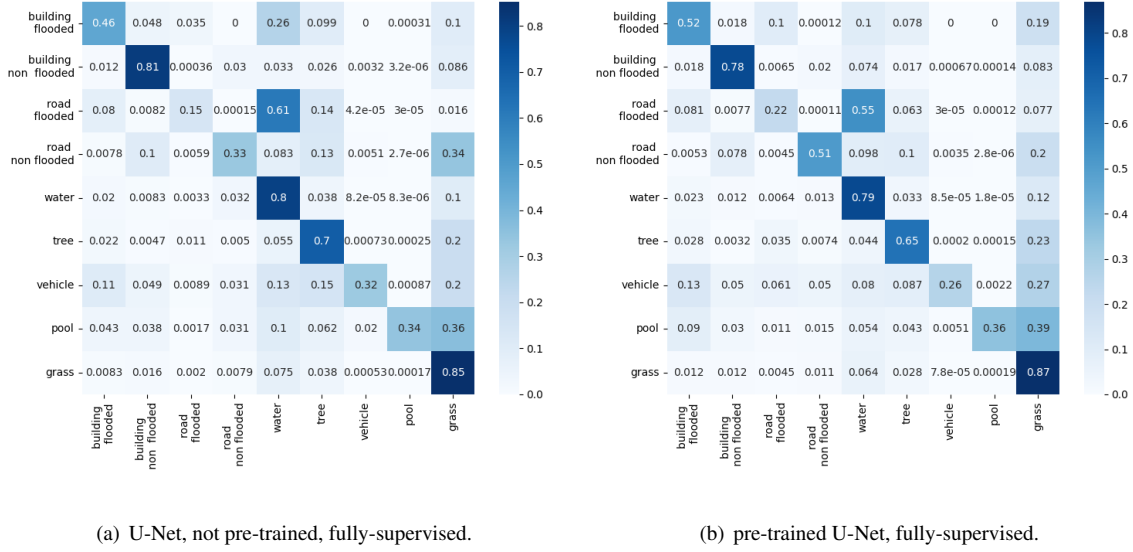 building
flooded
0.46 0.048 0.035 0 0.26 0.099 0 0.00031 0.1
building
non flooded
0.012 0.81 0.00036 0.03 0.033 0.026 0.0032 3.2e-06 0.086
road
flooded
0.08 0.0082 0.15 0.00015 0.61 0.14 4.2e-05 3e-05 0.016
road
non flooded
0.0078 0.1 0.0059 0.33 0.083 0.13 0.0051 2.7e-06 0.34
water
0.02 0.0083 0.0033 0.032 0.8 0.038 8.2e-05 8.3e-06 0.1
tree
0.022 0.0047 0.011 0.005 0.055 0.7 0.00073 0.00025 0.2
vehicle
0.11 0.049 0.0089 0.031 0.13 0.15 0.32 0.00087 0.2
pool
0.043 0.038 0.0017 0.031 0.1 0.062 0.02 0.34 0.36
grass
0.0083 0.016 0.002 0.0079 0.075 0.038 0.00053 0.00017 0.85
building
flooded
building
non flooded
road
flooded
road
non flooded
water
tree
vehicle
pool
grass
0.8
0.7
0.6
0.5
0.4
0.3
0.2
0.1
0.0
(a) U-Net, not pre-trained, fully-supervised.
building
flooded
0.52 0.018 0.1 0.00012 0.1 0.078 0 0 0.19
building
non flooded
0.018 0.78 0.0065 0.02 0.074 0.017 0.00067 0.00014 0.083
road
flooded
0.081 0.0077 0.22 0.00011 0.55 0.063 3e-05 0.00012 0.077
road
non flooded
0.0053 0.078 0.0045 0.51 0.098 0.1 0.0035 2.8e-06 0.2
water
0.023 0.012 0.0064 0.013 0.79 0.033 8.5e-05 1.8e-05 0.12
tree
0.028 0.0032 0.035 0.0074 0.044 0.65 0.0002 0.00015 0.23
vehicle
0.13 0.05 0.061 0.05 0.08 0.087 0.26 0.0022 0.27
pool
0.09 0.03 0.011 0.015 0.054 0.043 0.0051 0.36 0.39
grass
0.012 0.012 0.0045 0.011 0.064 0.028 7.8e-05 0.00019 0.87
building
flooded
building
non flooded
road
flooded
road
non flooded
water
tree
vehicle
pool
grass
0.8
0.7
0.6
0.5
0.4
0.3
0.2
0.1
0.0
(b) pre-trained U-Net, fully-supervised.